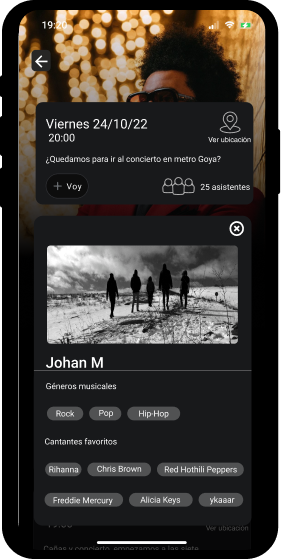 19:20
Viernes 24/10/22
20:00
Ver ubicación
¿Quedamos para ir al concierto en metro Goya?
+ Voy
25 asistentes
Johan M
Géneros musicales
Rock Pop Hip-Hop
Cantantes favoritos
Rihanna Chris Brown Red Hothili Peppers
Freddie Mercury Alicia Keys ykaaar
19:00
Ver ubicación
Cañas y concierto, empezamos a las siete